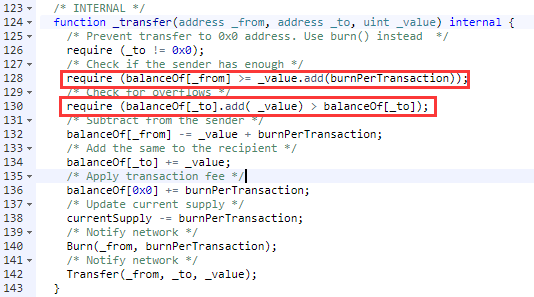 123 /* INTERNAL */
124 function _transfer(address _from, address _to, uint _value) internal {
125 /* Prevent transfer to 0x0 address. Use burn() instead  */
126 require (_to != 0x0);
127 /* Check if the sender has enough */
128 require (balanceOf[_from] >= _value.add(burnPerTransaction));
129 /* Check for overflows */
130 require (balanceOf[_to].add( _value) > balanceOf[_to]);
131 /* Subtract from the sender */
132 balanceOf[_from] -= _value + burnPerTransaction;
133 /* Add the same to the recipient */
134 balanceOf[_to] += _value;
135 /* Apply transaction fee */
136 balanceOf[0x0] += burnPerTransaction;
137 /* Update current supply */
138 currentSupply -= burnPerTransaction;
139 /* Notify network */
140 Burn(_from, burnPerTransaction);
141 /* Notify network */
142 Transfer(_from, _to, _value);
143 }